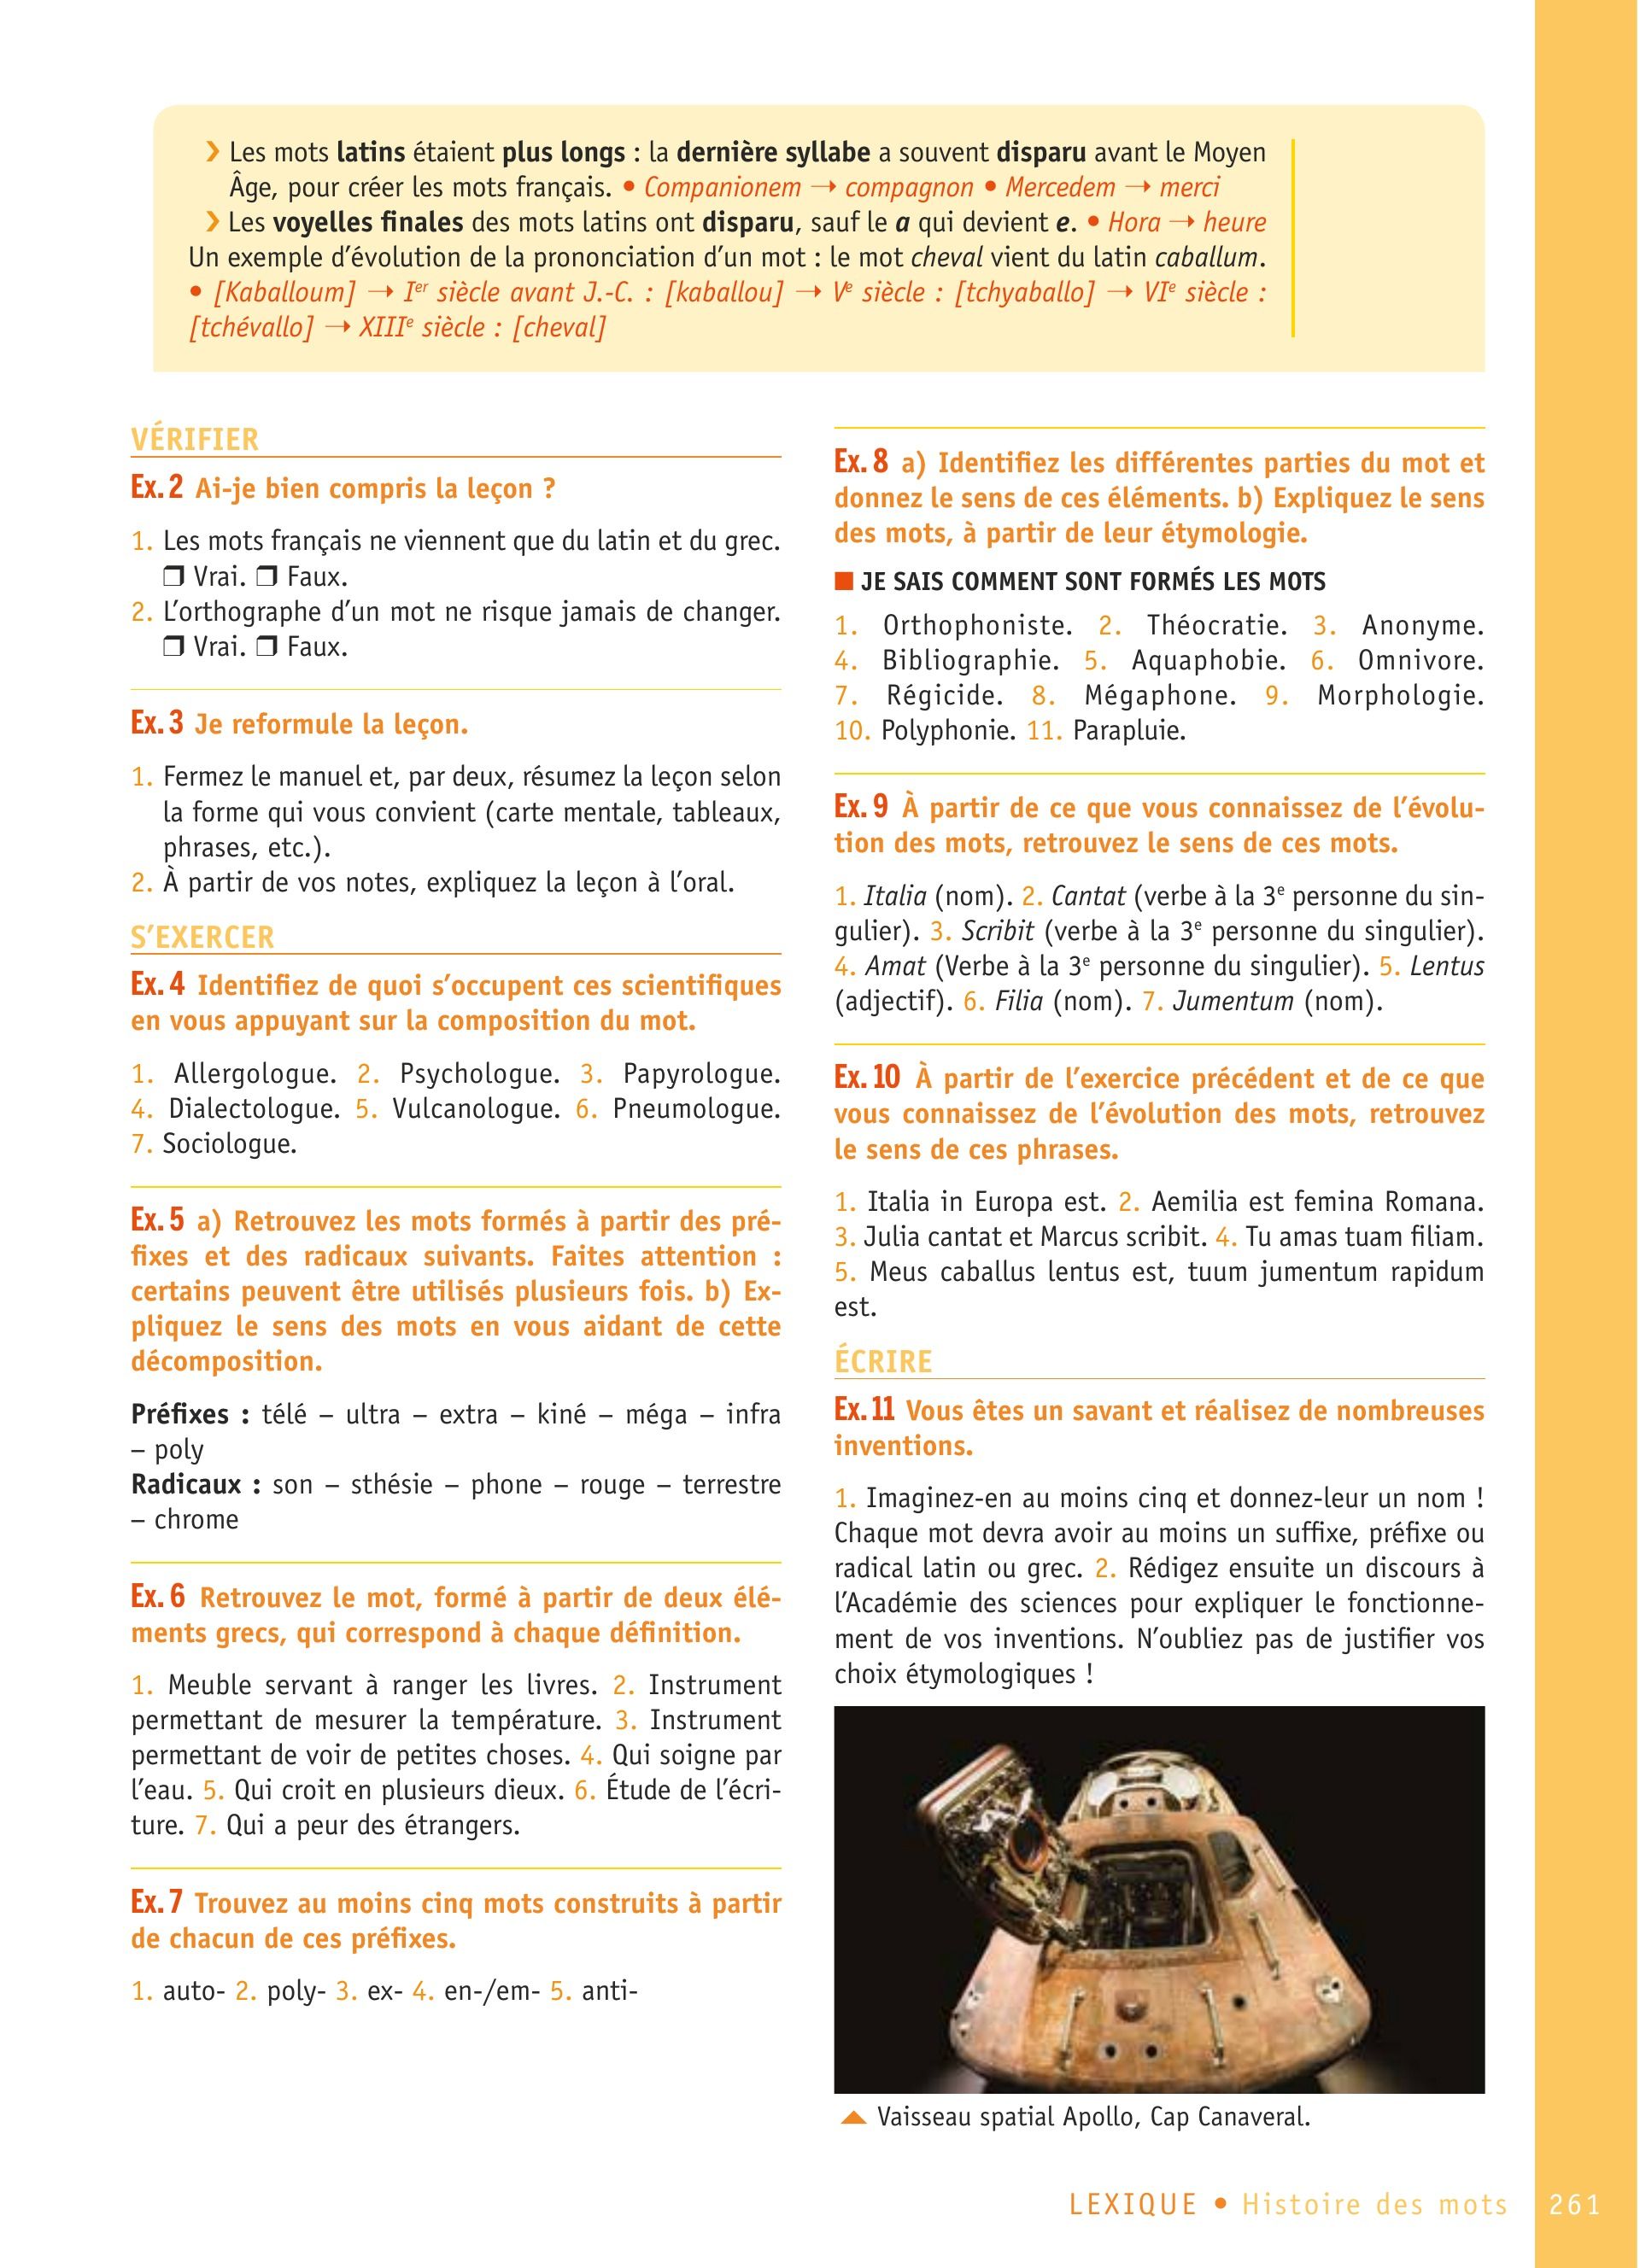 › Les mots latins étaient plus longs : la dernière syllabe a souvent disparu avant le Moyen
Âge, pour créer les mots français. • Companionem → compagnon • Mercedem → merci
› Les voyelles finales des mots latins ont disparu, sauf le a qui devient e. • Hora → heure
Un exemple d’évolution de la prononciation d’un mot : le mot cheval vient du latin caballum.
• [Kaballoum] → Ier siècle avant J.-C. : [kaballou] → Ve siècle : [tchyaballo] → VIe siècle :
[tchévallo] → XIIIe siècle : [cheval]
VÉRIFIER
Ex. 2 Ai-je bien compris la leçon ?
1. Les mots français ne viennent que du latin et du grec.
❒ Vrai. ❒ Faux.
2. L’orthographe d’un mot ne risque jamais de changer.
❒ Vrai. ❒ Faux.
Ex. 3 Je reformule la leçon.
1. Fermez le manuel et, par deux, résumez la leçon selon
la forme qui vous convient (carte mentale, tableaux,
phrases, etc.).
2. À partir de vos notes, expliquez la leçon à l’oral.
S’EXERCER
Ex. 4 Identifiez de quoi s’occupent ces scientifiques
en vous appuyant sur la composition du mot.
1. Allergologue. 2. Psychologue. 3. Papyrologue.
4. Dialectologue. 5. Vulcanologue. 6. Pneumologue.
7. Sociologue.
Ex. 5 a) Retrouvez les mots formés à partir des pré-
fixes et des radicaux suivants. Faites attention :
certains peuvent être utilisés plusieurs fois. b) Ex-
pliquez le sens des mots en vous aidant de cette
décomposition.
Préfixes : télé – ultra – extra – kiné – méga – infra
– poly
Radicaux : son – sthésie – phone – rouge – terrestre
– chrome
Ex. 6 Retrouvez le mot, formé à partir de deux élé-
ments grecs, qui correspond à chaque définition.
1. Meuble servant à ranger les livres. 2. Instrument
permettant de mesurer la température. 3. Instrument
permettant de voir de petites choses. 4. Qui soigne par
l’eau. 5. Qui croit en plusieurs dieux. 6. Étude de l’écri-
ture. 7. Qui a peur des étrangers.
Ex. 7 Trouvez au moins cinq mots construits à partir
de chacun de ces préfixes.
1. auto- 2. poly- 3. ex- 4. en-/em- 5. anti-
Ex. 8 a) Identifiez les différentes parties du mot et
donnez le sens de ces éléments. b) Expliquez le sens
des mots, à partir de leur étymologie.
■ JE SAIS COMMENT SONT FORMÉS LES MOTS
1. Orthophoniste. 2. Théocratie. 3. Anonyme.
4. Bibliographie. 5. Aquaphobie. 6. Omnivore.
7. Régicide. 8. Mégaphone. 9. Morphologie.
10. Polyphonie. 11. Parapluie.
Ex. 9 À partir de ce que vous connaissez de l’évolu-
tion des mots, retrouvez le sens de ces mots.
1. Italia (nom). 2. Cantat (verbe à la 3e personne du sin-
gulier). 3. Scribit (verbe à la 3e personne du singulier).
4. Amat (Verbe à la 3e personne du singulier). 5. Lentus
(adjectif). 6. Filia (nom). 7. Jumentum (nom).
Ex. 10 À partir de l’exercice précédent et de ce que
vous connaissez de l’évolution des mots, retrouvez
le sens de ces phrases.
1. Italia in Europa est. 2. Aemilia est femina Romana.
3. Julia cantat et Marcus scribit. 4. Tu amas tuam filiam.
5. Meus caballus lentus est, tuum jumentum rapidum
est.
ÉCRIRE
Ex. 11 Vous êtes un savant et réalisez de nombreuses
inventions.
1. Imaginez-en au moins cinq et donnez-leur un nom !
Chaque mot devra avoir au moins un suffixe, préfixe ou
radical latin ou grec. 2. Rédigez ensuite un discours à
l’Académie des sciences pour expliquer le fonctionne-
ment de vos inventions. N’oubliez pas de justifier vos
choix étymologiques !
Vaisseau spatial Apollo, Cap Canaveral.
LEXIQUE • Histoire des mots 261